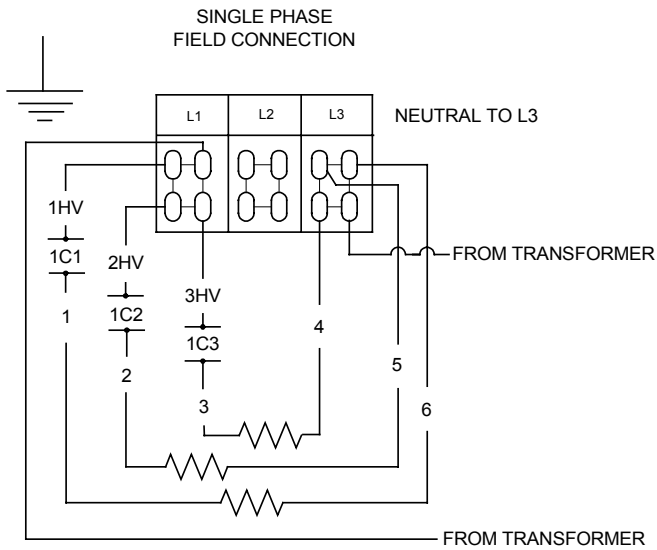 SINGLE PHASE
FIELD CONNECTION
L1
L2
L3
NEUTRAL TO L3
1HV
1C1
1
2HV
1C2
2
3HV
1C3
3
4
5
6
FROM TRANSFORMER
FROM TRANSFORMER